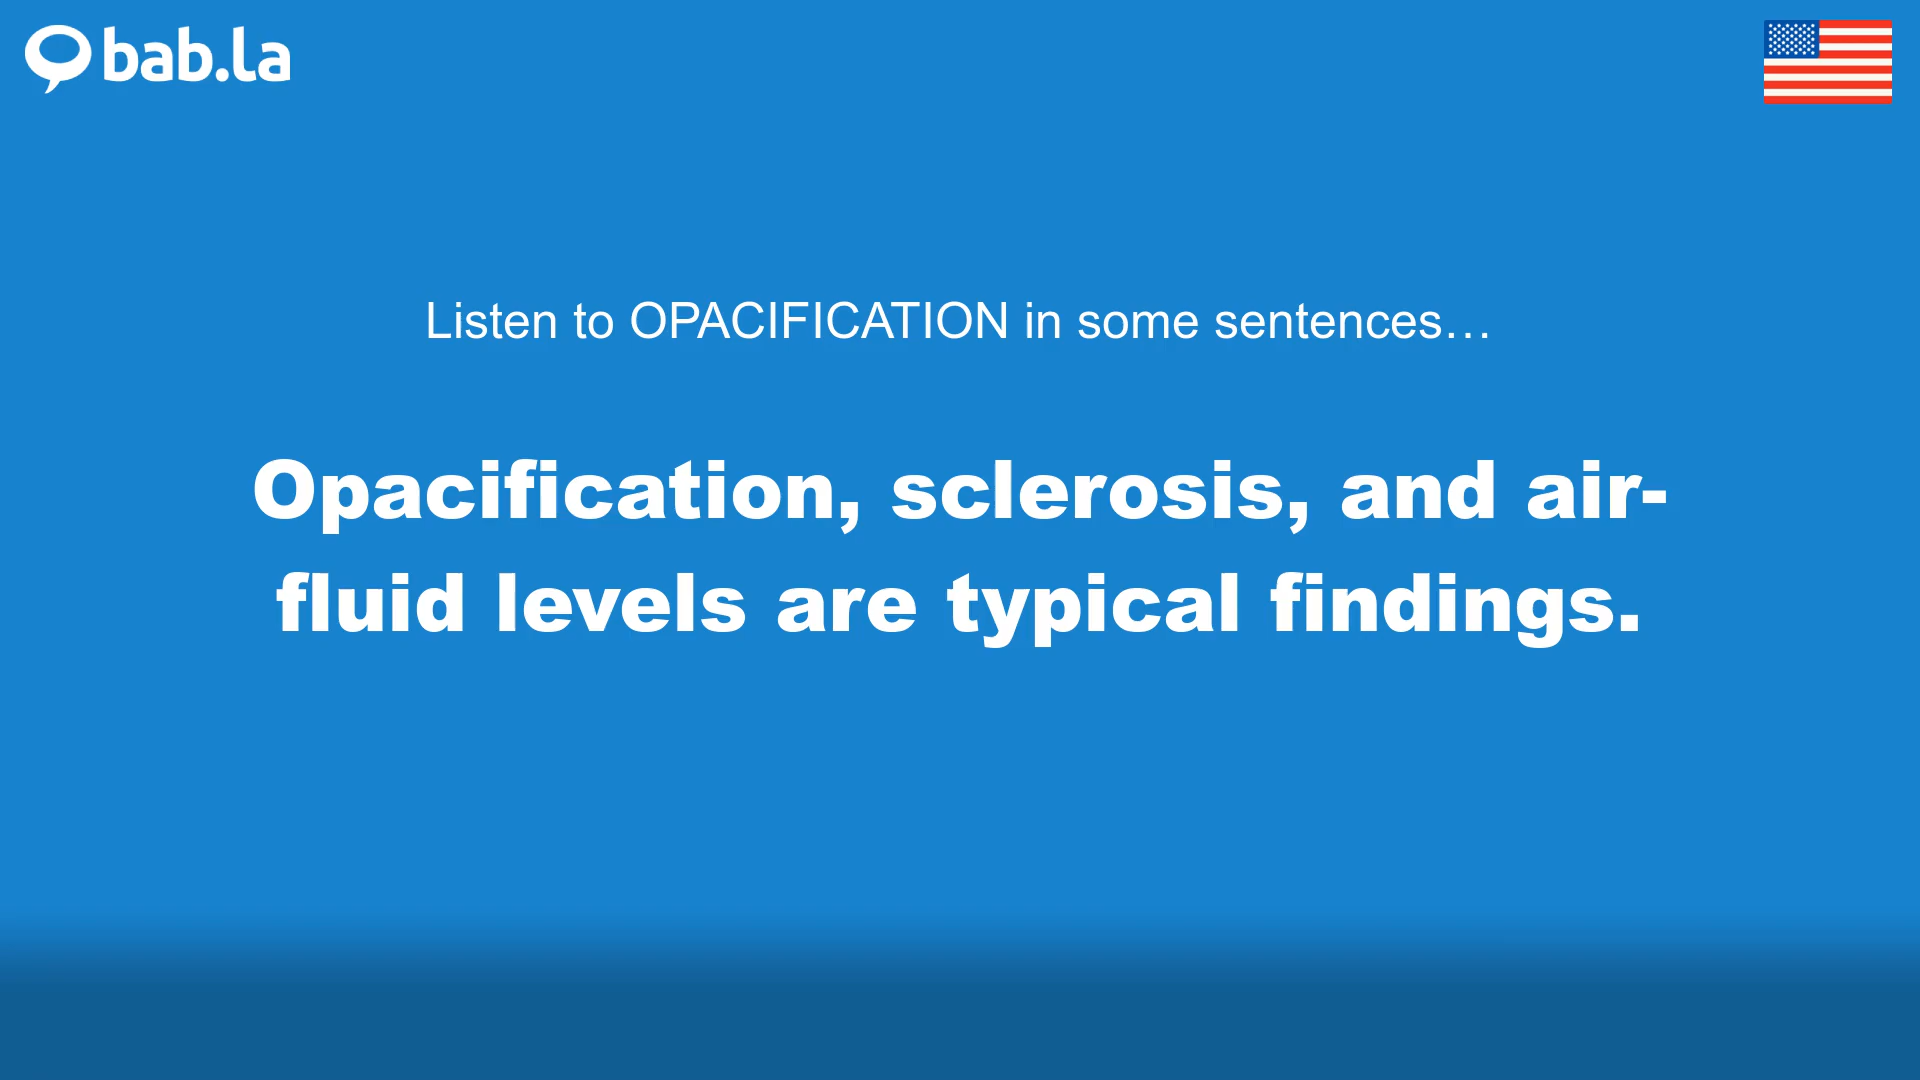 bab.la
Listen to OPACIFICATION in some sentences…
Opacification, sclerosis, and air-
fluid levels are typical findings.